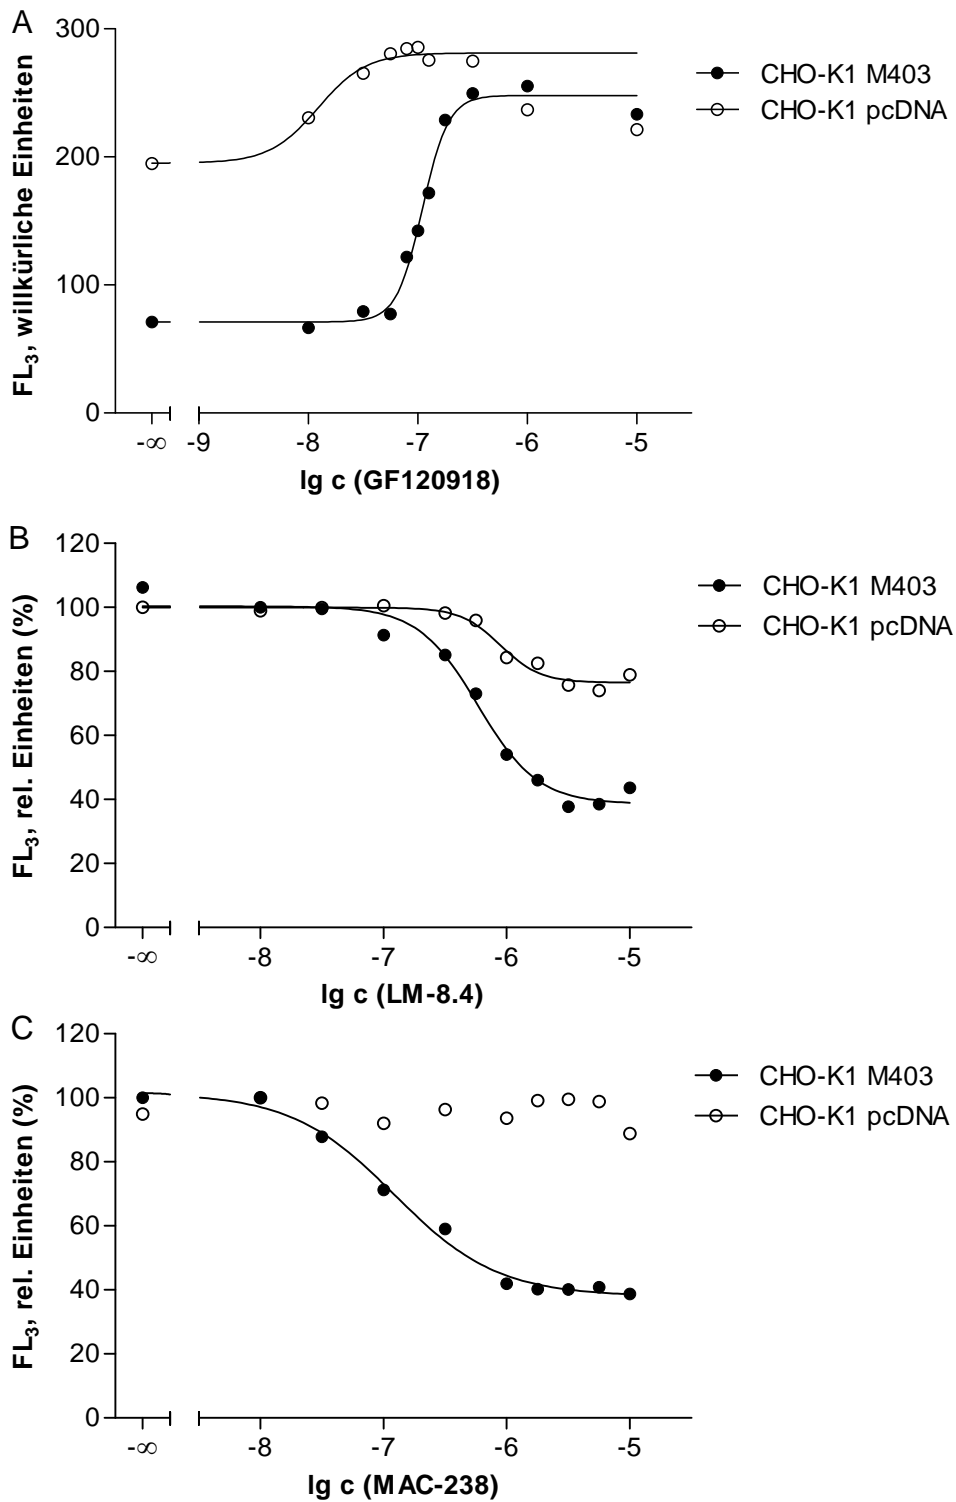 A
300
200
100
0
FL₃, willkürliche Einheiten
-∞ -9 -8 -7 -6 -5
lg c (GF120918)
CHO-K1 M403
CHO-K1 pcDNA
B
120
100
80
60
40
20
0
FL₃, rel. Einheiten (%)
-∞ -8 -7 -6 -5
lg c (LM-8.4)
CHO-K1 M403
CHO-K1 pcDNA
C
120
100
80
60
40
20
0
FL₃, rel. Einheiten (%)
-∞ -8 -7 -6 -5
lg c (MAC-238)
CHO-K1 M403
CHO-K1 pcDNA